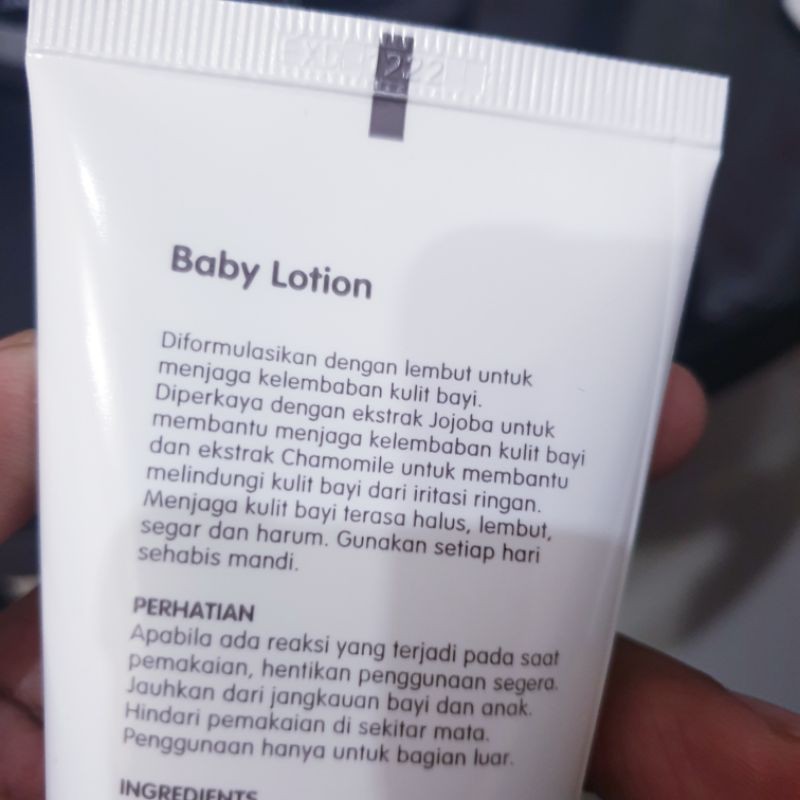 EXD 1222
Baby Lotion
Diformulasikan dengan lembut untuk
menjaga kelembaban kulit bayi.
Diperkaya dengan ekstrak Jojoba untuk
membantu menjaga kelembaban kulit bayi
dan ekstrak Chamomile untuk membantu
melindungi kulit bayi dari iritasi ringan.
Menjaga kulit bayi terasa halus, lembut,
segar dan harum. Gunakan setiap hari
sehabis mandi.
PERHATIAN
Apabila ada reaksi yang terjadi pada saat
pemakaian, hentikan penggunaan segera.
Jauhkan dari jangkauan bayi dan anak.
Hindari pemakaian di sekitar mata.
Penggunaan hanya untuk bagian luar.
INGREDIENTS